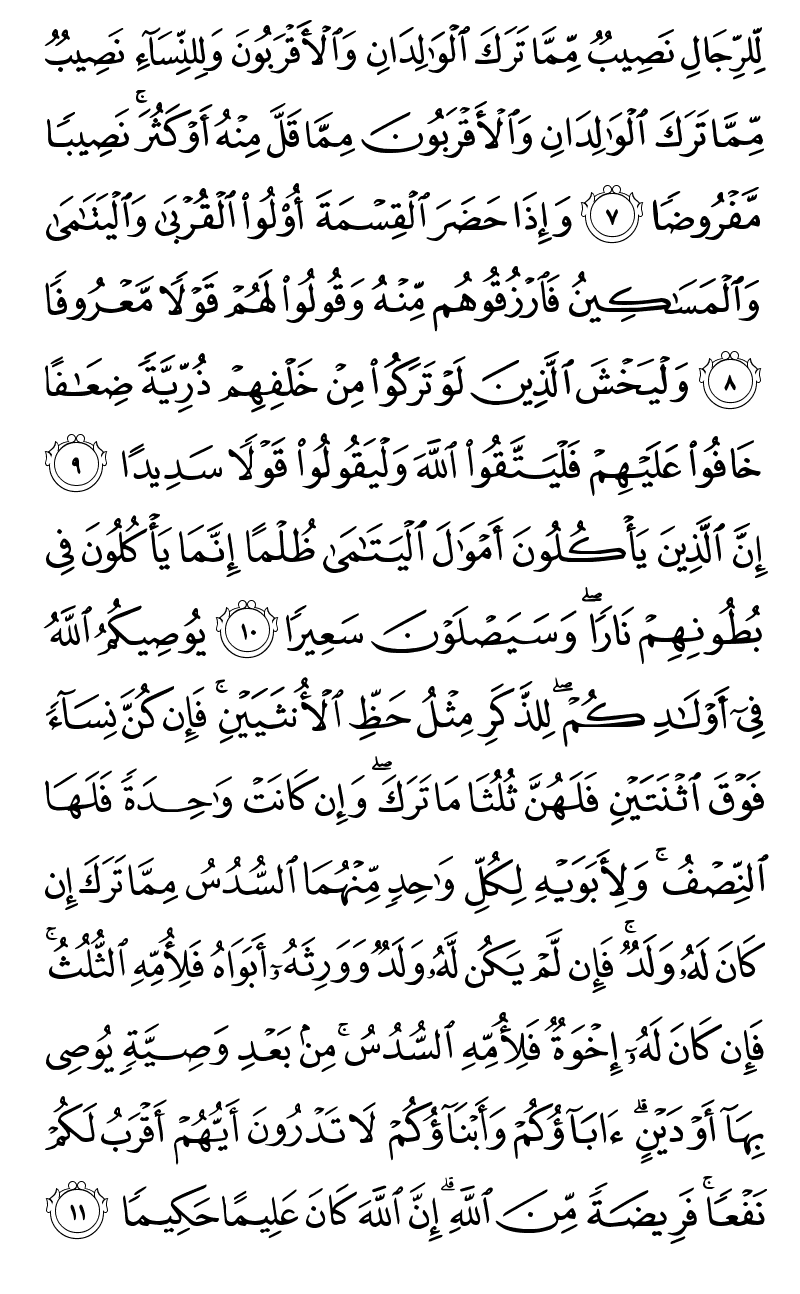 لِّلرِّجَالِ نَصِيبٞ مِّمَّا تَرَكَ ٱلۡوَٰلِدَانِ وَٱلۡأَقۡرَبُونَ وَلِلنِّسَآءِ نَصِيبٞ
مِّمَّا تَرَكَ ٱلۡوَٰلِدَانِ وَٱلۡأَقۡرَبُونَ مِمَّا قَلَّ مِنۡهُ أَوۡ كَثُرَۚ نَصِيبٗا
مَّفۡرُوضٗا ٧ وَإِذَا حَضَرَ ٱلۡقِسۡمَةَ أُوْلُواْ ٱلۡقُرۡبَىٰ وَٱلۡيَتَٰمَىٰ
وَٱلۡمَسَٰكِينُ فَٱرۡزُقُوهُم مِّنۡهُ وَقُولُواْ لَهُمۡ قَوۡلٗا مَّعۡرُوفٗا
٨ وَلۡيَخۡشَ ٱلَّذِينَ لَوۡ تَرَكُواْ مِنۡ خَلۡفِهِمۡ ذُرِّيَّةٗ ضِعَٰفًا
خَافُواْ عَلَيۡهِمۡ فَلۡيَتَّقُواْ ٱللَّهَ وَلۡيَقُولُواْ قَوۡلٗا سَدِيدًا ٩
إِنَّ ٱلَّذِينَ يَأۡكُلُونَ أَمۡوَٰلَ ٱلۡيَتَٰمَىٰ ظُلۡمًا إِنَّمَا يَأۡكُلُونَ فِي
بُطُونِهِمۡ نَارٗاۖ وَسَيَصۡلَوۡنَ سَعِيرٗا ١٠ يُوصِيكُمُ ٱللَّهُ
فِيٓ أَوۡلَٰدِكُمۡۖ لِلذَّكَرِ مِثۡلُ حَظِّ ٱلۡأُنثَيَيۡنِۚ فَإِن كُنَّ نِسَآءٗ
فَوۡقَ ٱثۡنَتَيۡنِ فَلَهُنَّ ثُلُثَا مَا تَرَكَۖ وَإِن كَانَتۡ وَٰحِدَةٗ فَلَهَا
ٱلنِّصۡفُۚ وَلِأَبَوَيۡهِ لِكُلِّ وَٰحِدٖ مِّنۡهُمَا ٱلسُّدُسُ مِمَّا تَرَكَ إِن
كَانَ لَهُۥ وَلَدٞۚ فَإِن لَّمۡ يَكُن لَّهُۥ وَلَدٞ وَوَرِثَهُۥٓ أَبَوَاهُ فَلِأُمِّهِ ٱلثُّلُثُۚ
فَإِن كَانَ لَهُۥٓ إِخۡوَةٞ فَلِأُمِّهِ ٱلسُّدُسُۚ مِنۢ بَعۡدِ وَصِيَّةٖ يُوصِي
بِهَآ أَوۡ دَيۡنٍۗ ءَابَآؤُكُمۡ وَأَبۡنَآؤُكُمۡ لَا تَدۡرُونَ أَيُّهُمۡ أَقۡرَبُ لَكُمۡ
نَفۡعٗاۚ فَرِيضَةٗ مِّنَ ٱللَّهِۗ إِنَّ ٱللَّهَ كَانَ عَلِيمًا حَكِيمٗا ١١